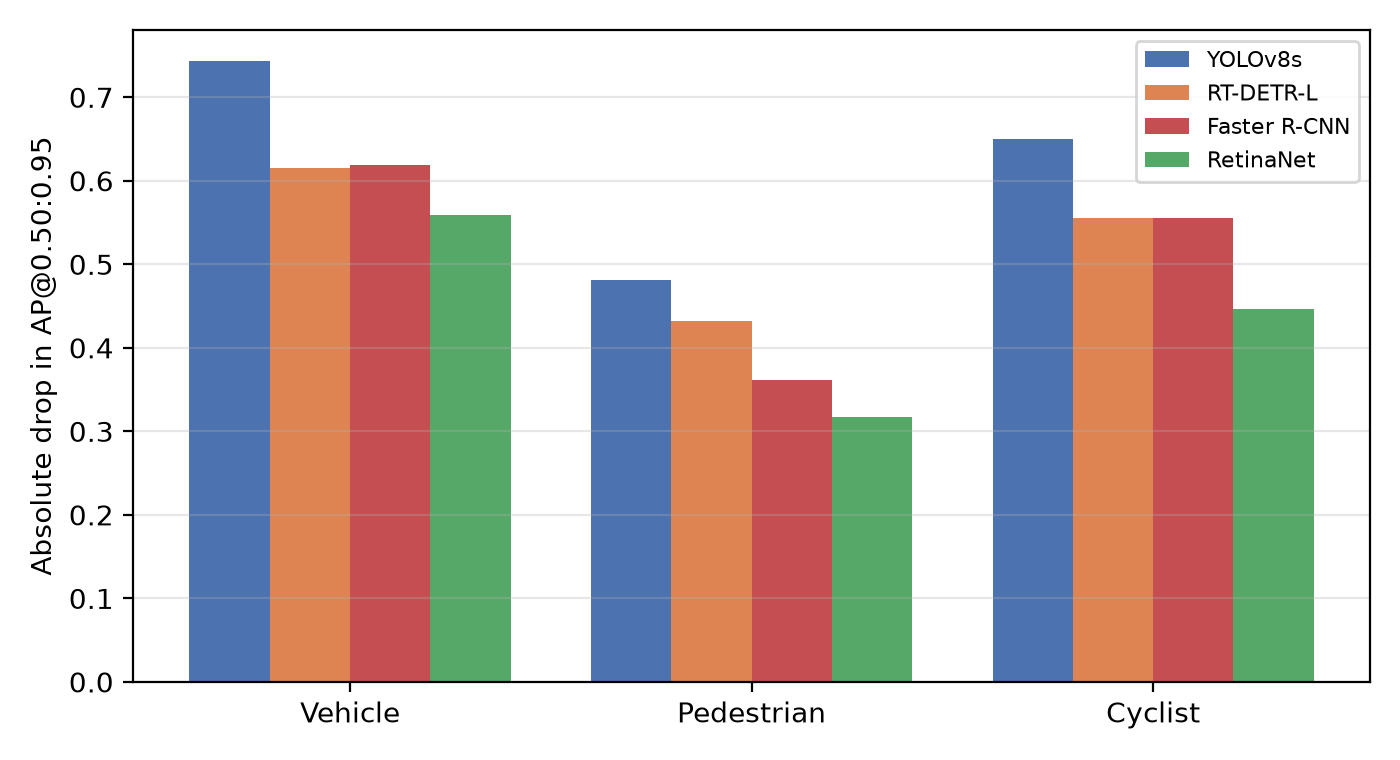 Absolute drop in AP@0.50:0.95
0.7
0.6
0.5
0.4
0.3
0.2
0.1
0.0
Vehicle
Pedestrian
Cyclist
YOLOv8s
RT-DETR-L
Faster R-CNN
RetinaNet